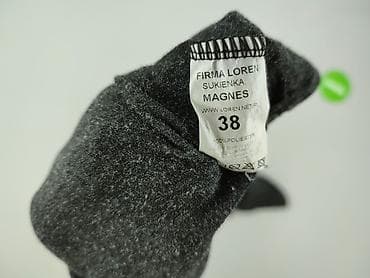 FIRMA LOREN
SUKIENKA
MAGNES
WWW.LOREN.NET.PL
38